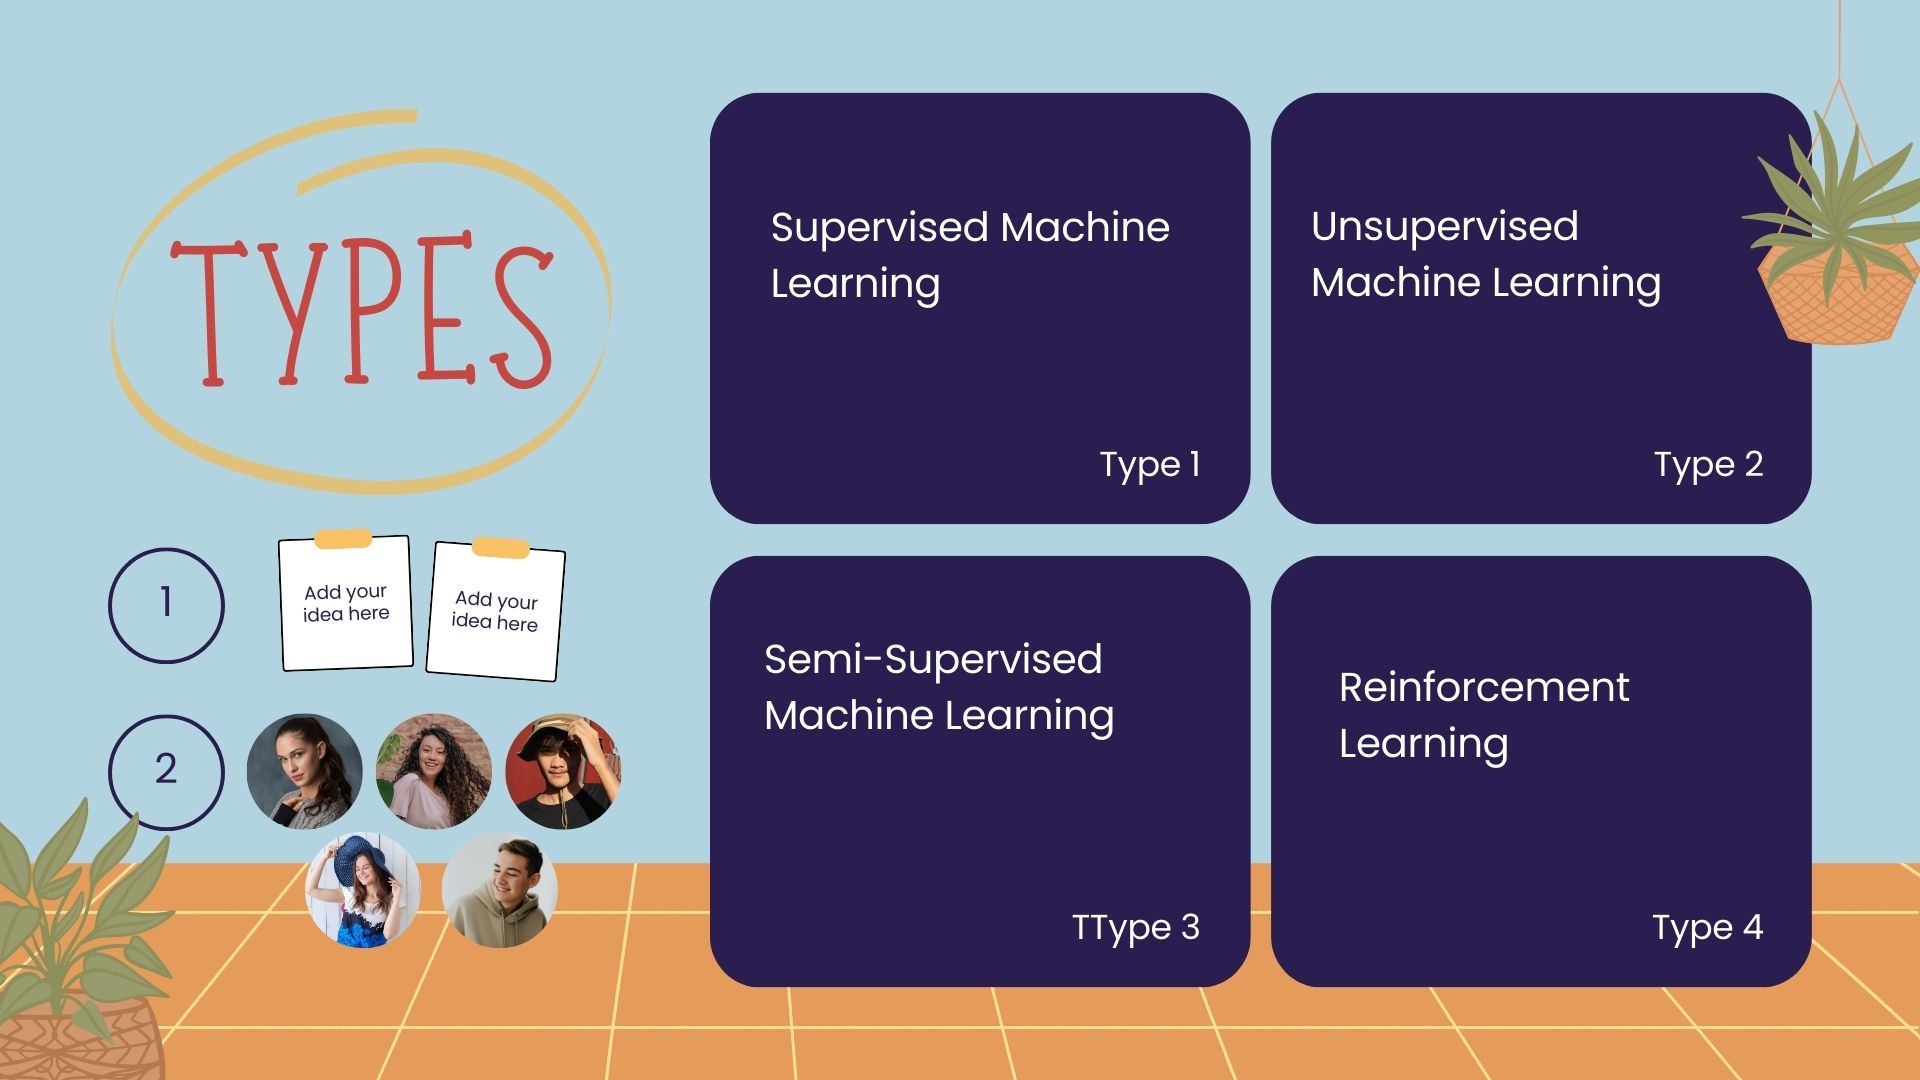 TYPES
1
Add your
idea here
Add your
idea here
2
Supervised Machine
Learning
Type 1
Unsupervised
Machine Learning
Type 2
Semi-Supervised
Machine Learning
TType 3
Reinforcement
Learning
Type 4